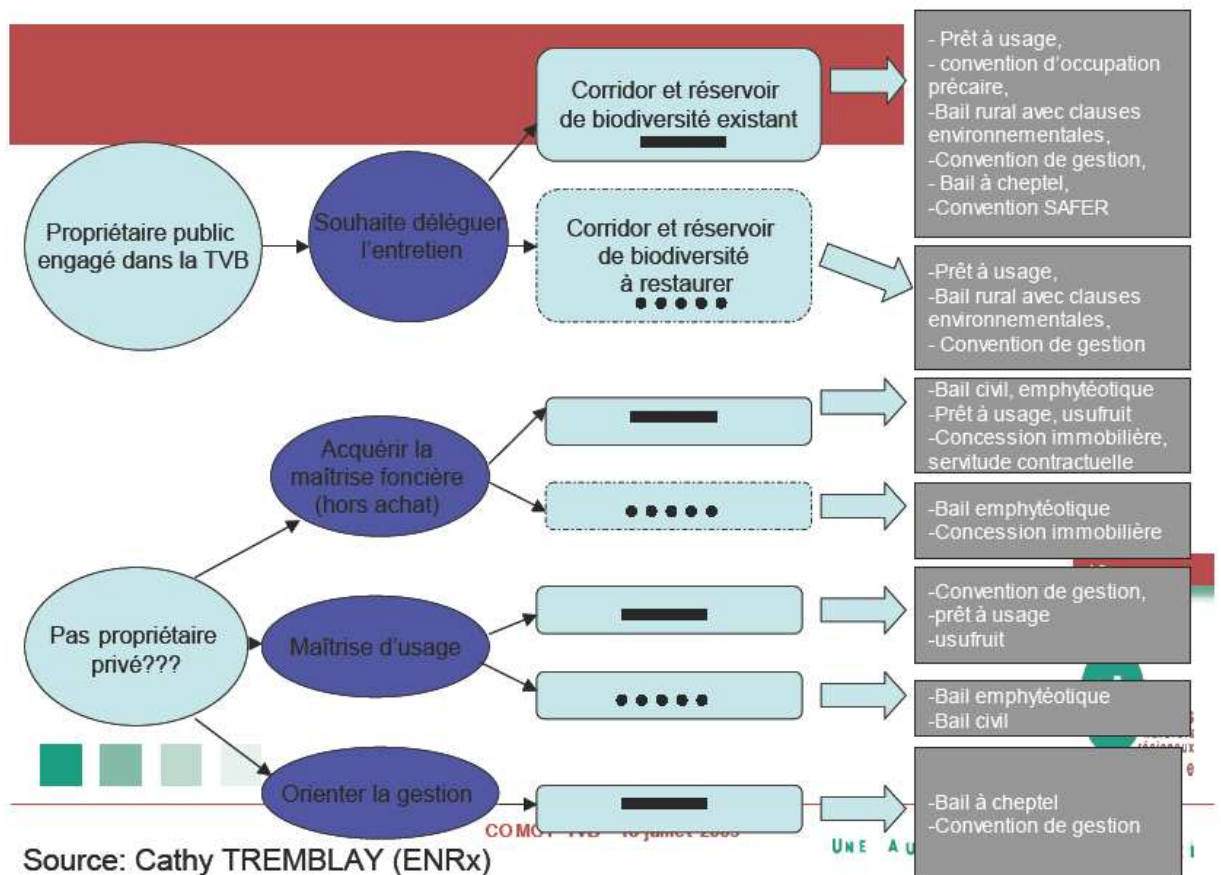 Corridor et réservoir
de biodiversité existant
- Prêt à usage,
- convention d'occupation
précaire,
-Bail rural avec clauses
environnementales,
-Convention de gestion,
- Bail à cheptel,
-Convention SAFER
Propriétaire public
engagé dans la TVB
Souhaite déléguer
l'entretien
Corridor et réservoir
de biodiversité
à restaurer
-Prêt à usage,
-Bail rural avec clauses
environnementales,
- Convention de gestion
Acquérir la
maîtrise foncière
(hors achat)
-Bail civil, emphytéotique
-Prêt à usage, usufruit
-Concession immobilière,
servitude contractuelle
-Bail emphytéotique
-Concession immobilière
Pas propriétaire
privé???
Maîtrise d'usage
-Convention de gestion,
-prêt à usage
-usufruit
-Bail emphytéotique
-Bail civil
Orienter la gestion
-Bail à cheptel
-Convention de gestion
UNE AU
Source: Cathy TREMBLAY (ENRx)